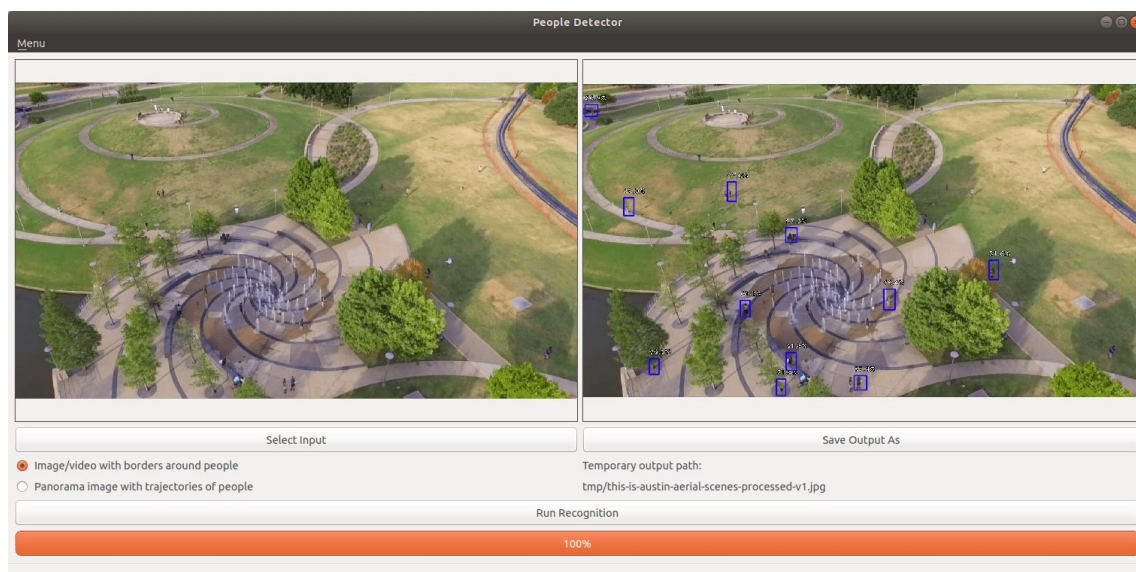 People Detector
Menu
Select Input
Save Output As
Image/video with borders around people
Temporary output path:
Panorama image with trajectories of people
tmp/this-is-austin-aerial-scenes-processed-v1.jpg
Run Recognition
100%